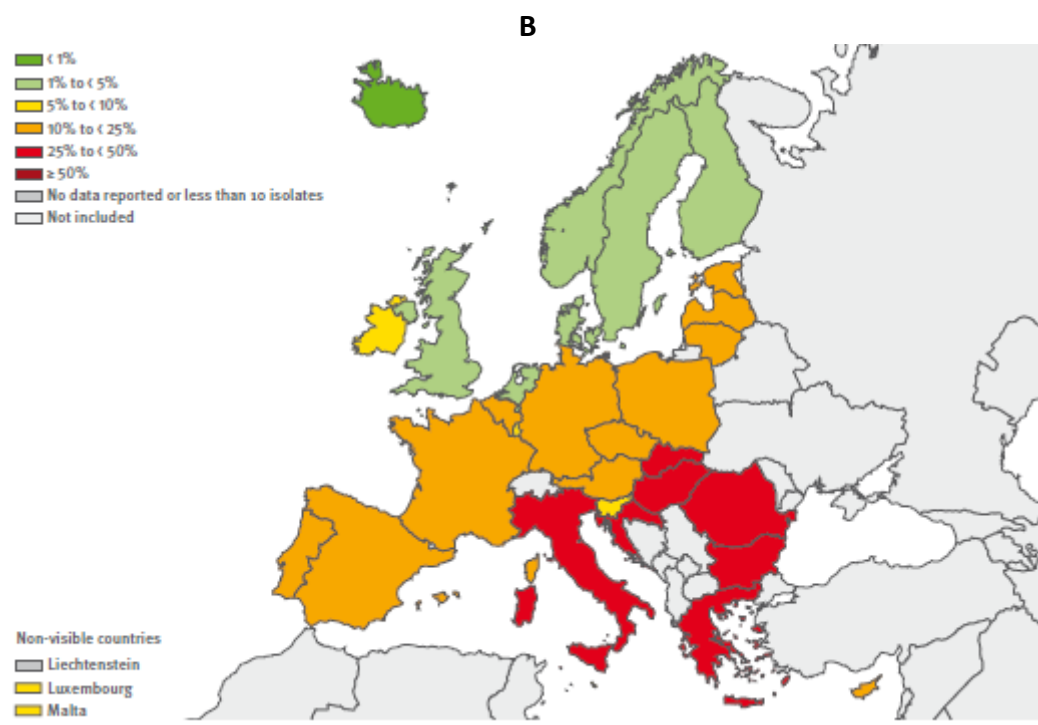 B
< 1%
1% to < 5%
5% to < 10%
10% to < 25%
25% to < 50%
≥ 50%
No data reported or less than 10 isolates
Not included
Non-visible countries
Liechtenstein
Luxembourg
Malta